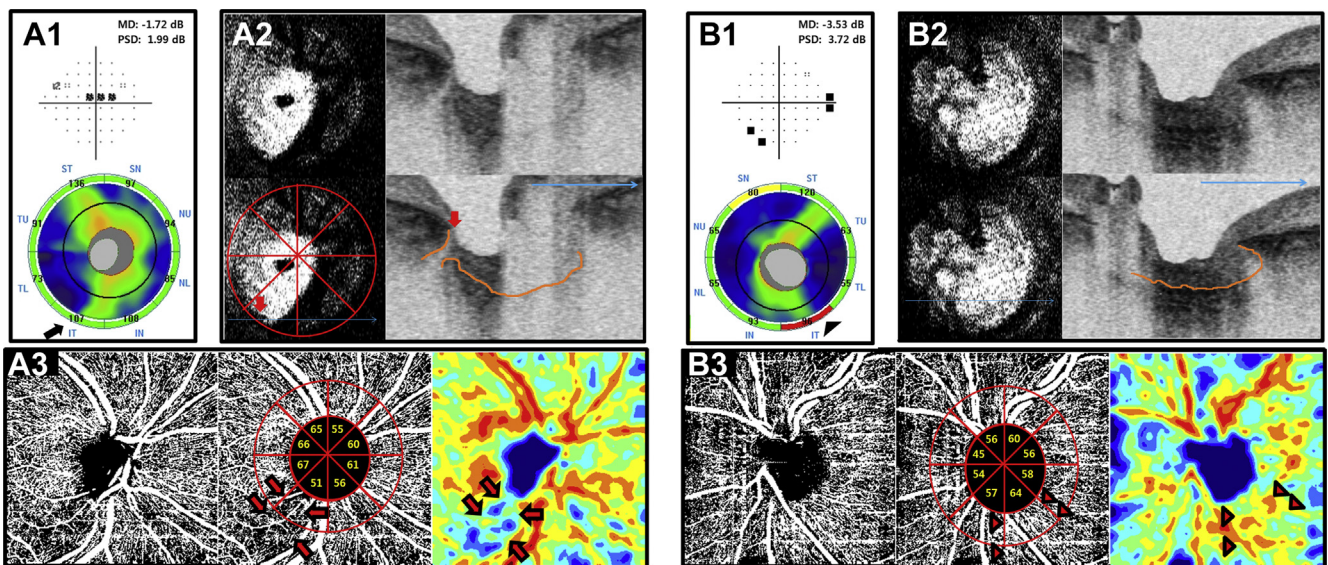 A1
MD: -1.72 dB
PSD: 1.99 dB
ST
SN
136
97
TU
91
94
NU
TL
73
85
NL
107
108
IT
IN
A2
B1
MD: -3.53 dB
PSD: 3.72 dB
SN
ST
80
120
NU
65
63
TU
NL
55
55
TL
93
96
IN
IT
B2
A3
65 55
66 60
67 61
51 56
B3
56 60
45 56
54 58
57 64